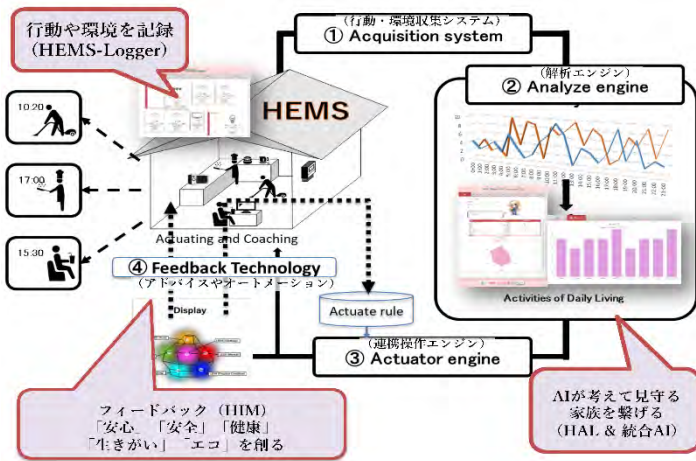 行動や環境を記録
(HEMS-Logger)
(行動・環境収集システム)
① Acquisition system
(解析エンジン)
② Analyze engine
HEMS
10:20
17:00
15:30
10
8
6
4
2
0
Actuating and Coaching
④ Feedback Technology
(アドバイスやオートメーション)
Display
Actuate rule
Activities of Daily Living
(連携操作エンジン)
③ Actuator engine
フィードバック (HIM)
「安心」「安全」「健康」
「生きがい」「エコ」を創る
AIが考えて見守る
家族を繋げる
(HAL & 統合AI)